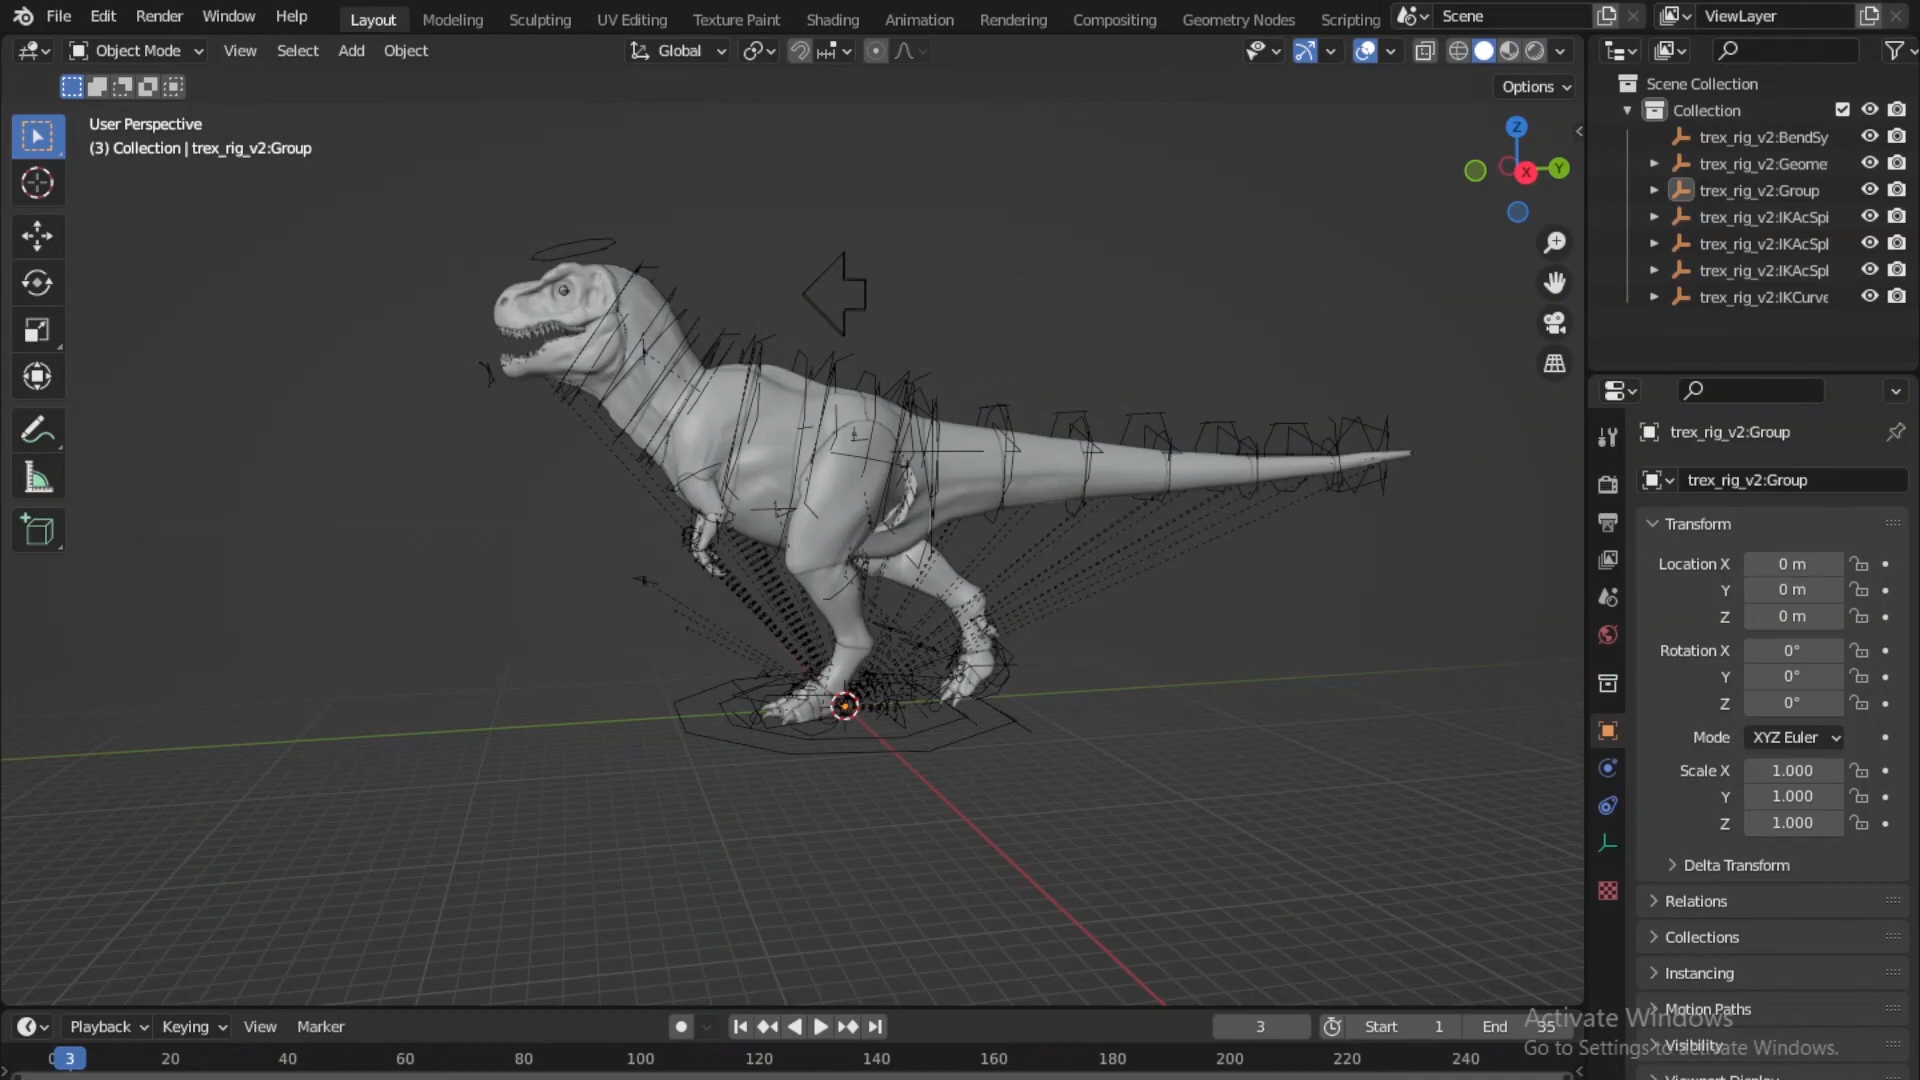 File Edit Render Window Help Layout Modeling Sculpting UV Editing Texture Paint Shading Animation Rendering Compositing Geometry Nodes Scripting Scene ViewLayer
Object Mode View Select Add Object Global
Options
User Perspective
(3) Collection | trex_rig_v2:Group
Z
Y
X
Scene Collection
Collection
trex_rig_v2:BendSy
trex_rig_v2:Geome
trex_rig_v2:Group
trex_rig_v2:IKAcSpi
trex_rig_v2:IKAcSpl
trex_rig_v2:IKAcSpl
trex_rig_v2:IKCurve
trex_rig_v2:Group
trex_rig_v2:Group
Transform
Location X 0 m
Y 0 m
Z 0 m
Rotation X 0°
Y 0°
Z 0°
Mode XYZ Euler
Scale X 1.000
Y 1.000
Z 1.000
Delta Transform
Relations
Collections
Instancing
Motion Paths
Visibility
Viewport Display
Activate Windows
Go to Settings to activate Windows.
Playback Keying View Marker 3 Start 1 End 35
3 20 40 60 80 100 120 140 160 180 200 220 240